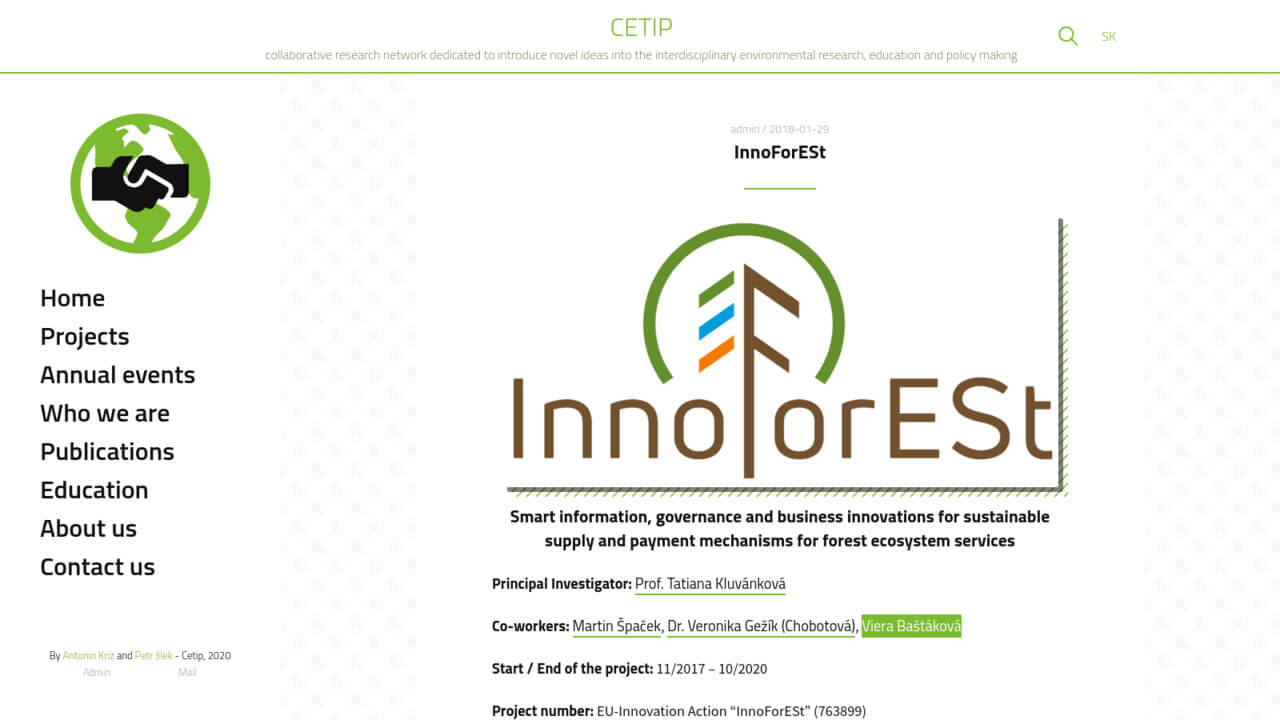 CETIP
collaborative research network dedicated to introduce novel ideas into the interdisciplinary environmental research, education and policy making
SK
Home
Projects
Annual events
Who we are
Publications
Education
About us
Contact us
By Antonin Kriz and Petr Jilek - Cetip, 2020
Admin
Mail
admin / 2018-01-29
InnoForESt
InnoForESt
Smart information, governance and business innovations for sustainable
supply and payment mechanisms for forest ecosystem services
Principal Investigator: Prof. Tatiana Kluvánková
Co-workers: Martin Špaček, Dr. Veronika Gežík (Chobotová), Viera Baštáková
Start / End of the project: 11/2017 – 10/2020
Project number: EU-Innovation Action “InnoForESt” (763899)